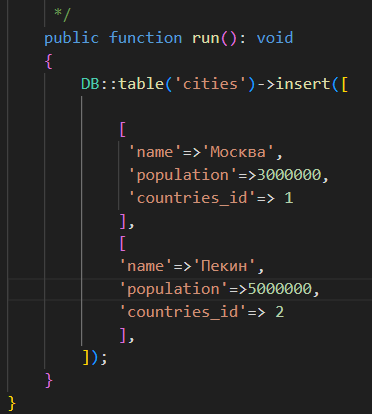 */
public function run(): void
{
DB::table('cities')->insert([
[
'name'=>'Москва',
'population'=>3000000,
'countries_id'=> 1
],
[
'name'=>'Пекин',
'population'=>5000000,
'countries_id'=> 2
],
]);
}
}